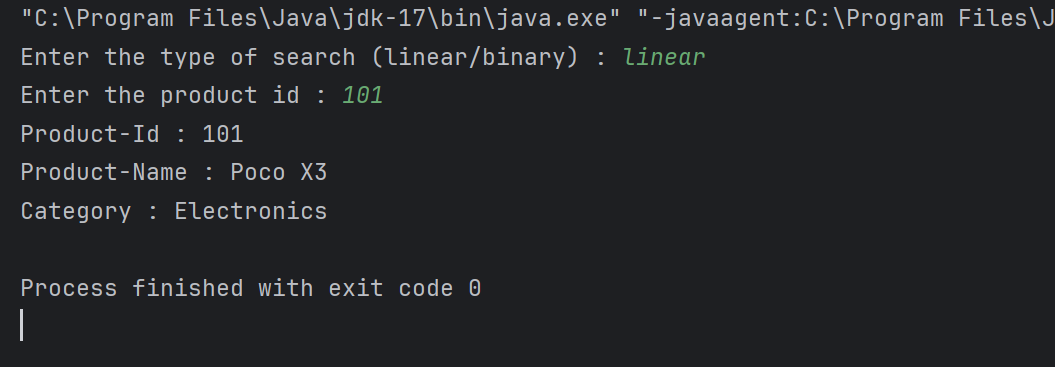 "C:\Program Files\Java\jdk-17\bin\java.exe" "-javaagent:C:\Program Files\J
Enter the type of search (linear/binary) : linear
Enter the product id : 101
Product-Id : 101
Product-Name : Poco X3
Category : Electronics
Process finished with exit code 0